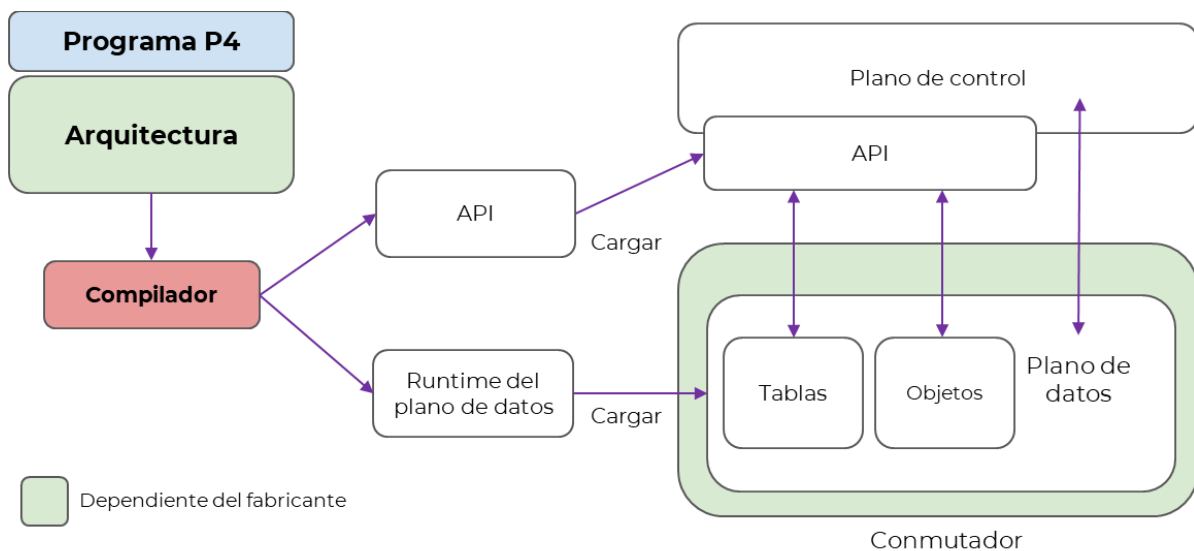 Programa P4
Arquitectura
Compilador
API
Cargar
Runtime del
plano de datos
Cargar
Plano de control
API
Tablas
Objetos
Plano de
datos
Conmutador
Dependiente del fabricante